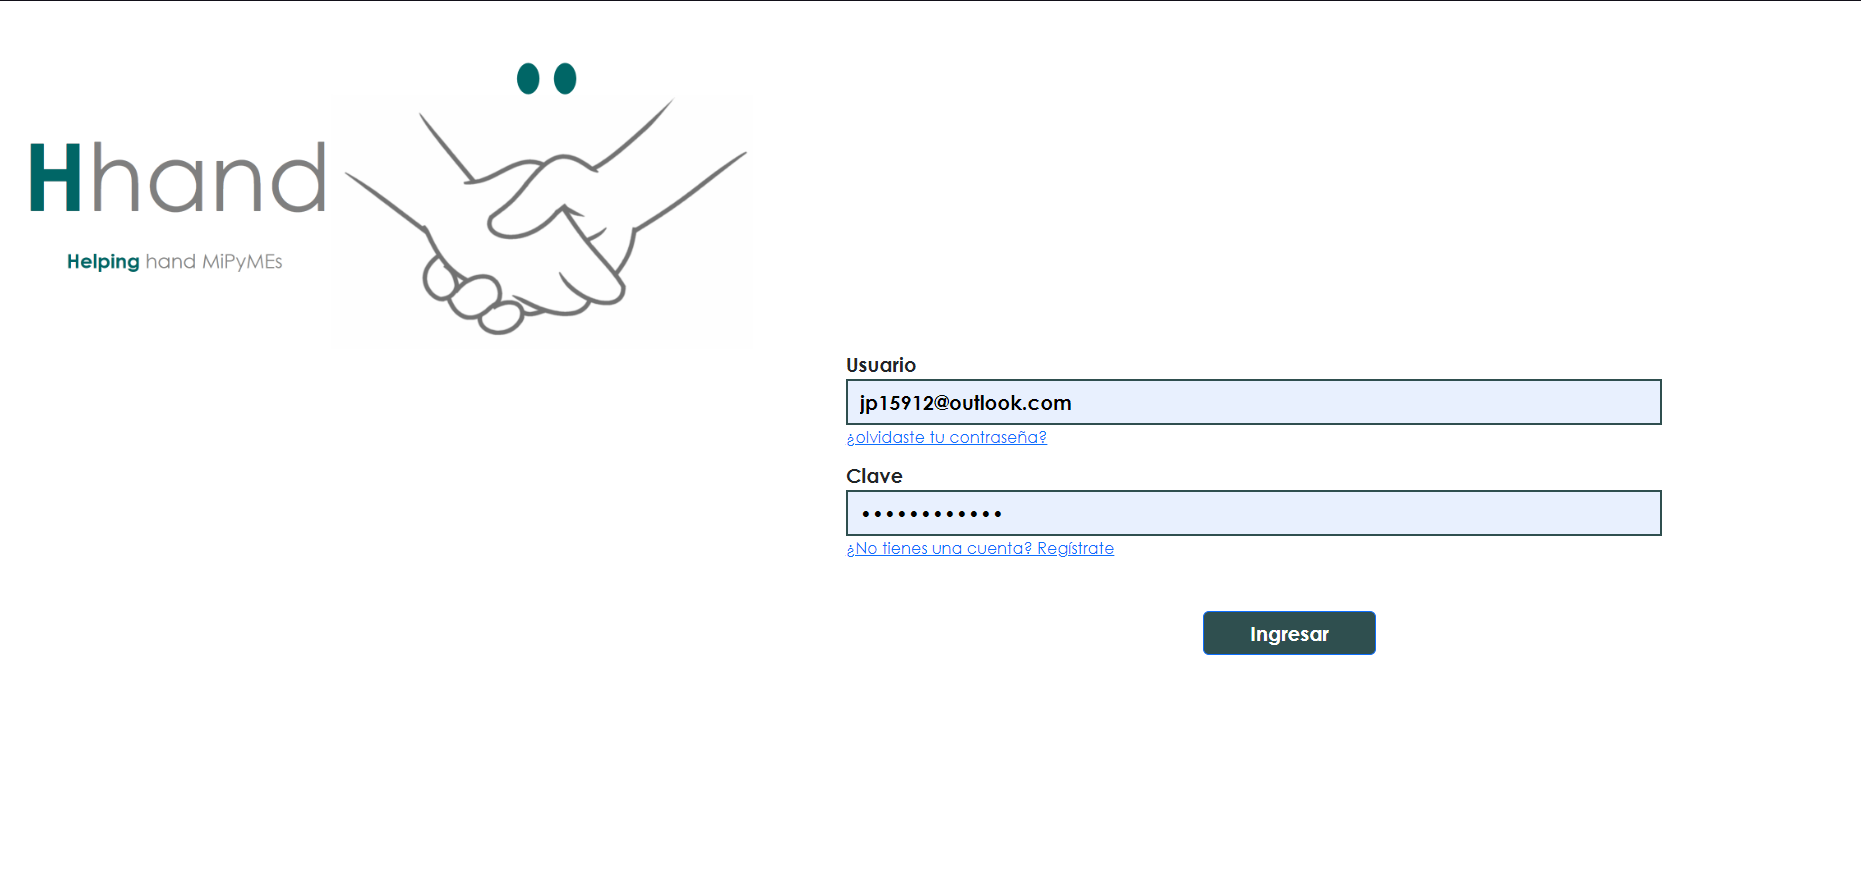 Hhand
Helping hand MiPyMEs
Usuario
jp15912@outlook.com
¿olvidaste tu contraseña?
Clave
••••••••••••
¿No tienes una cuenta? Regístrate
Ingresar